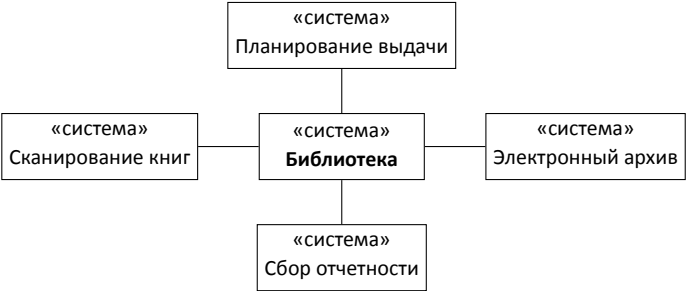 «система»
Планирование выдачи
«система»
Сканирование книг
«система»
Библиотека
«система»
Электронный архив
«система»
Сбор отчетности